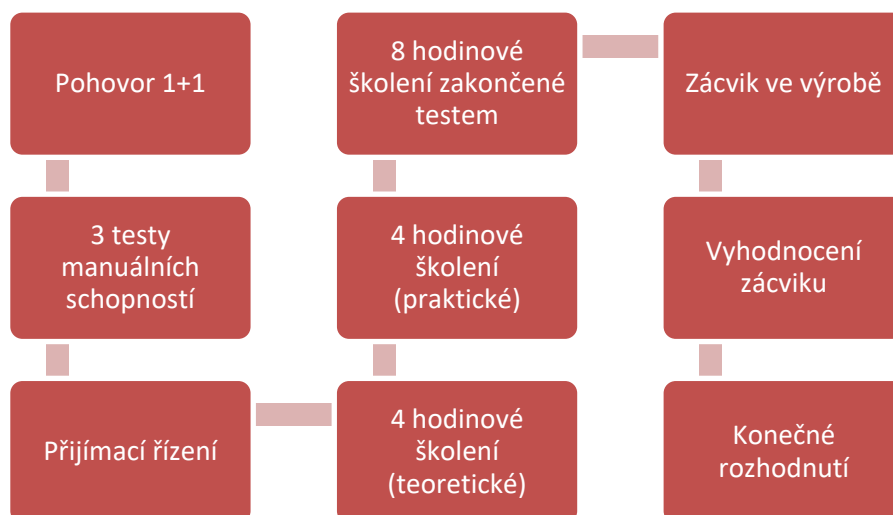 Pohovor 1+1
3 testy
manuálních
schopností
Přijímací řízení
4 hodinové
školení
(teoretické)
4 hodinové
školení
(praktické)
8 hodinové
školení zakončené
testem
Zácvik ve výrobě
Vyhodnocení
zácviku
Konečné
rozhodnutí